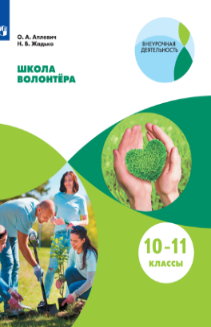 О. А. Аплевич
Н. Б. Жадько
ВНЕУРОЧНАЯ
ДЕЯТЕЛЬНОСТЬ
ШКОЛА
ВОЛОНТЁРА
10–11
КЛАССЫ